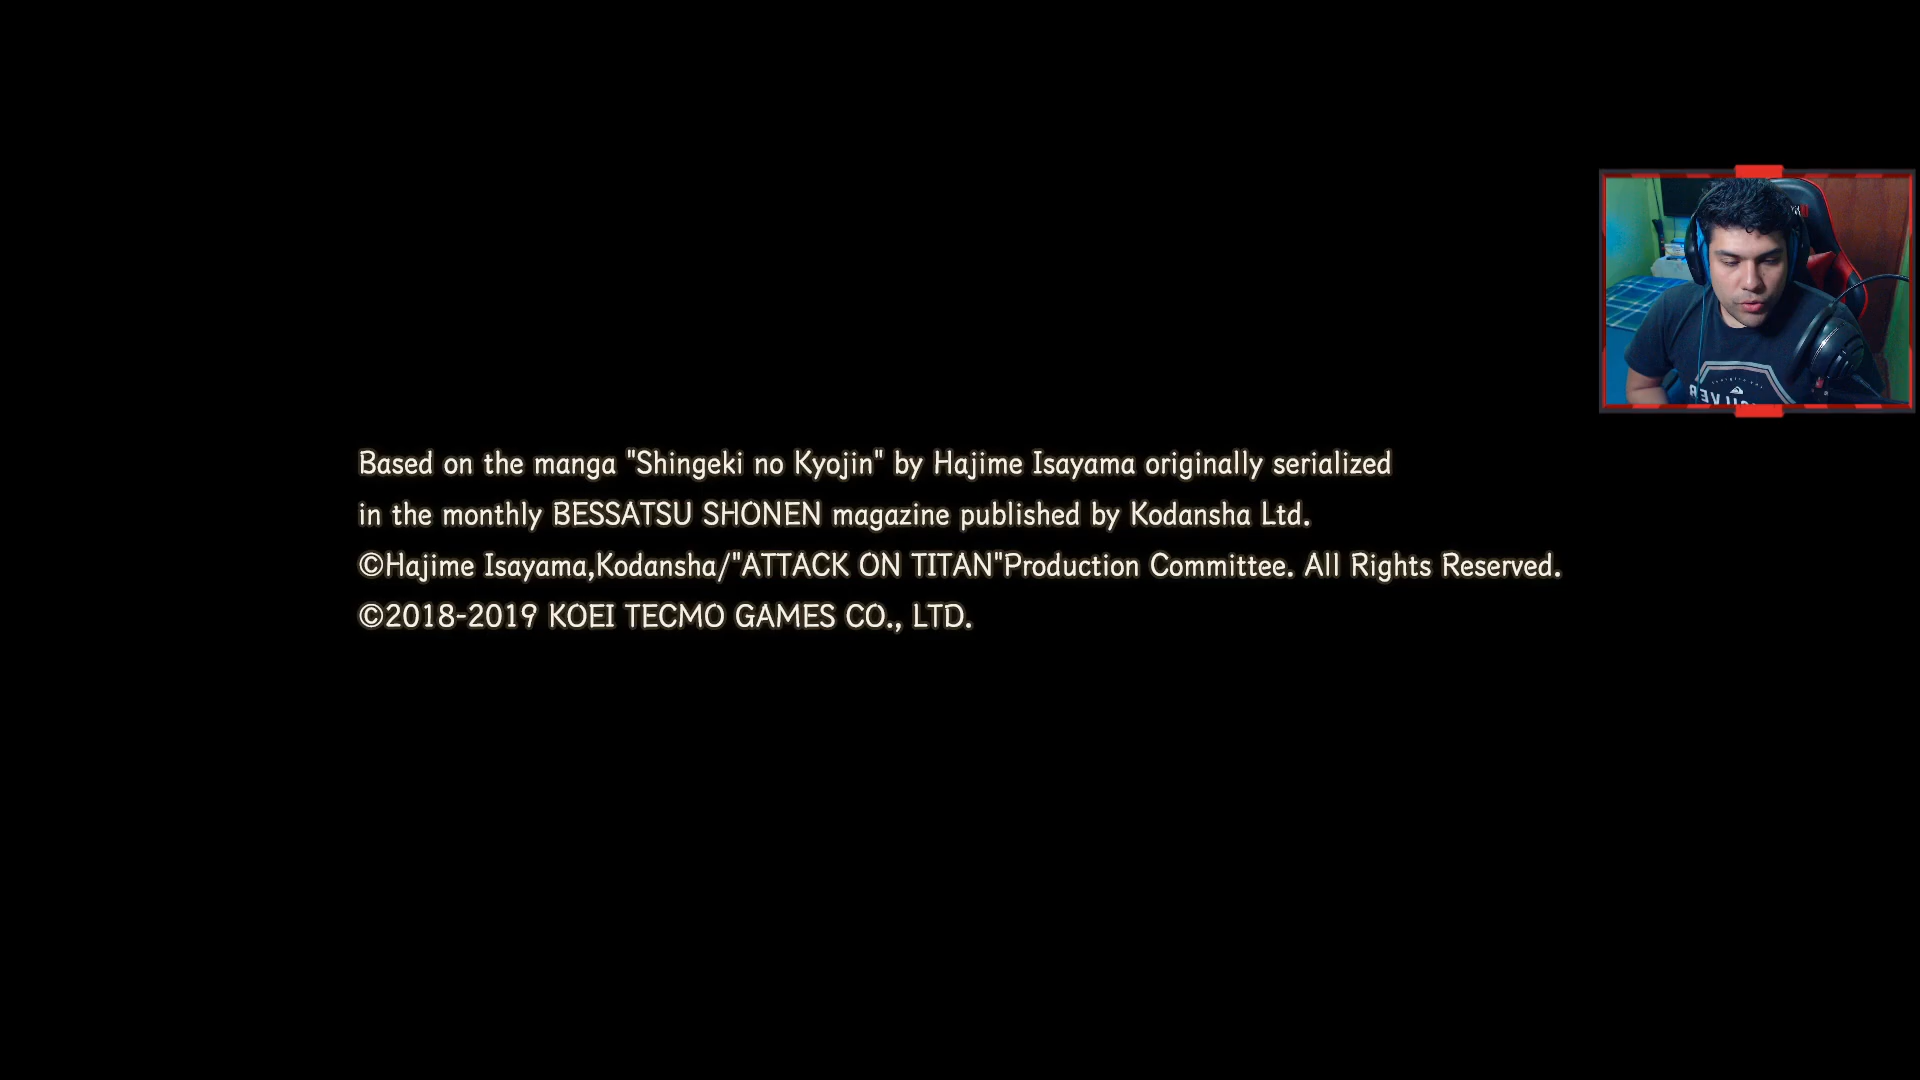 Based on the manga "Shingeki no Kyojin" by Hajime Isayama originally serialized
in the monthly BESSATSU SHONEN magazine published by Kodansha Ltd.
©Hajime Isayama,Kodansha/"ATTACK ON TITAN"Production Committee. All Rights Reserved.
©2018-2019 KOEI TECMO GAMES CO., LTD.